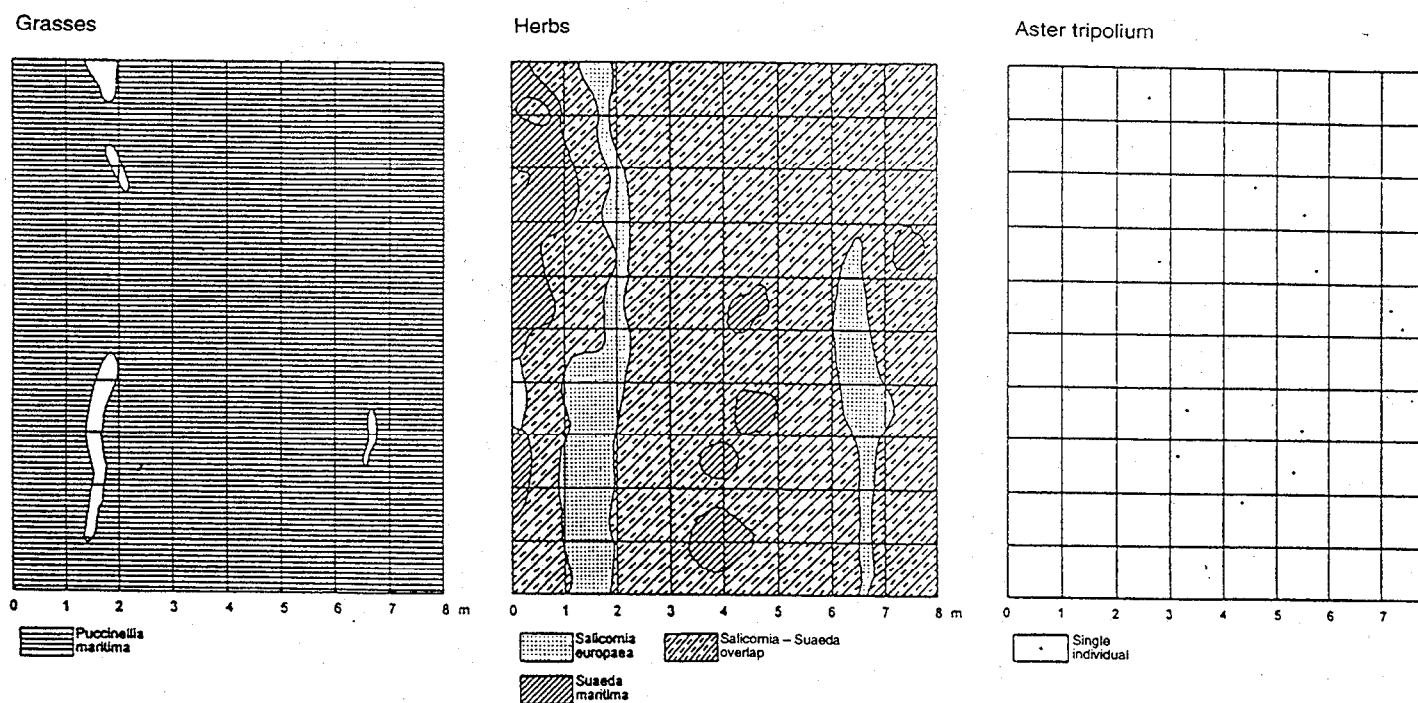 Grasses
Herbs
Aster tripolium
0 1 2 3 4 5 6 7 8 m
0 1 2 3 4 5 6 7 8 m
0 1 2 3 4 5 6 7
Puccinellia
maritima
Salicornia
europaea
Salicornia – Suaeda
overlap
Suaeda
maritima
Single
individual